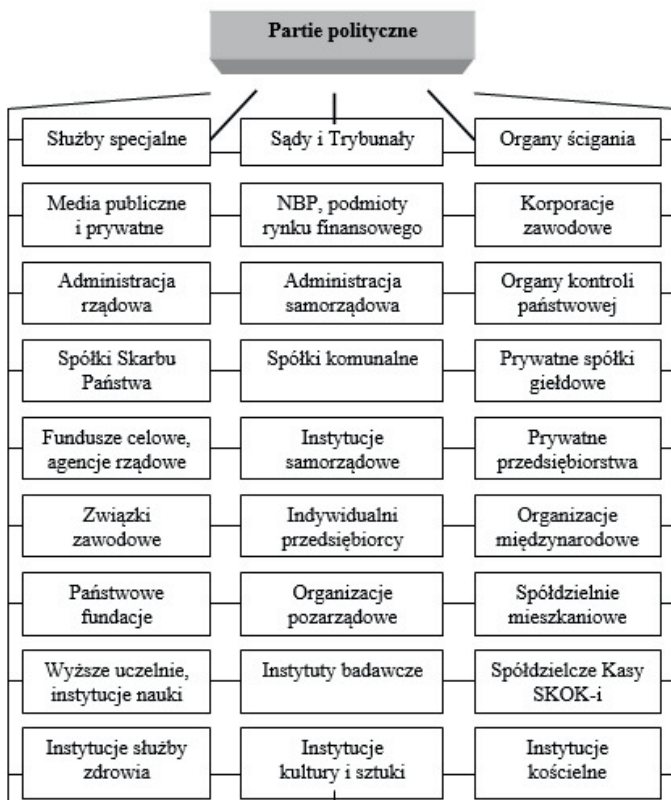 Partie polityczne
Służby specjalne
Sądy i Trybunały
Organy ścigania
Media publiczne
i prywatne
NBP, podmioty
rynku finansowego
Korporacje
zawodowe
Administracja
rządowa
Administracja
samorządowa
Organy kontroli
państwowej
Spółki Skarbu
Państwa
Spółki komunalne
Prywatne spółki
giełdowe
Fundusze celowe,
agencje rządowe
Instytucje
samorządowe
Prywatne
przedsiębiorstwa
Związki
zawodowe
Indywidualni
przedsiębiorcy
Organizacje
międzynarodowe
Państwowe
fundacje
Organizacje
pozarządowe
Spółdzielnie
mieszkaniowe
Wyższe uczelnie,
instytucje nauki
Instytuty badawcze
Spółdzielcze Kasy
SKOK-i
Instytucje służby
zdrowia
Instytucje
kultury i sztuki
Instytucje
kościelne